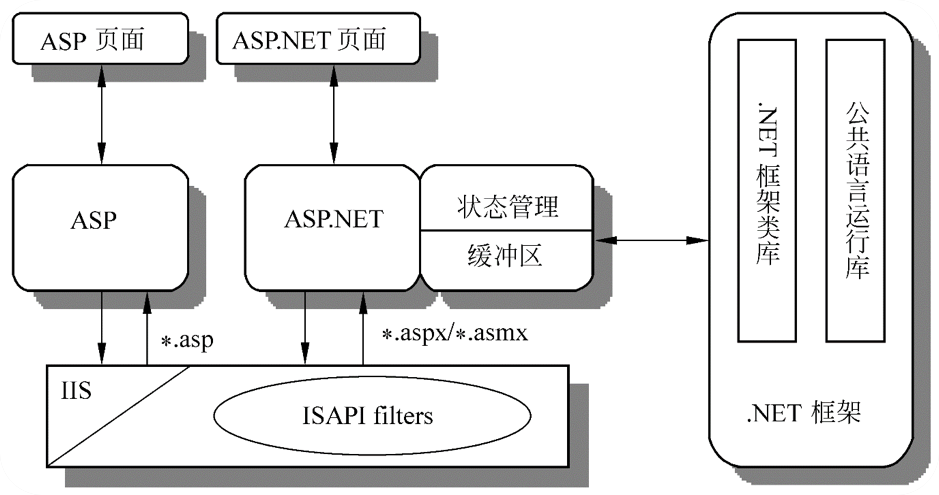 ASP 页面
ASP.NET 页面
ASP
ASP.NET
状态管理
缓冲区
.NET 框架类库
公共语言运行库
*.asp
*.aspx/*.asmx
IIS
ISAPI filters
.NET 框架